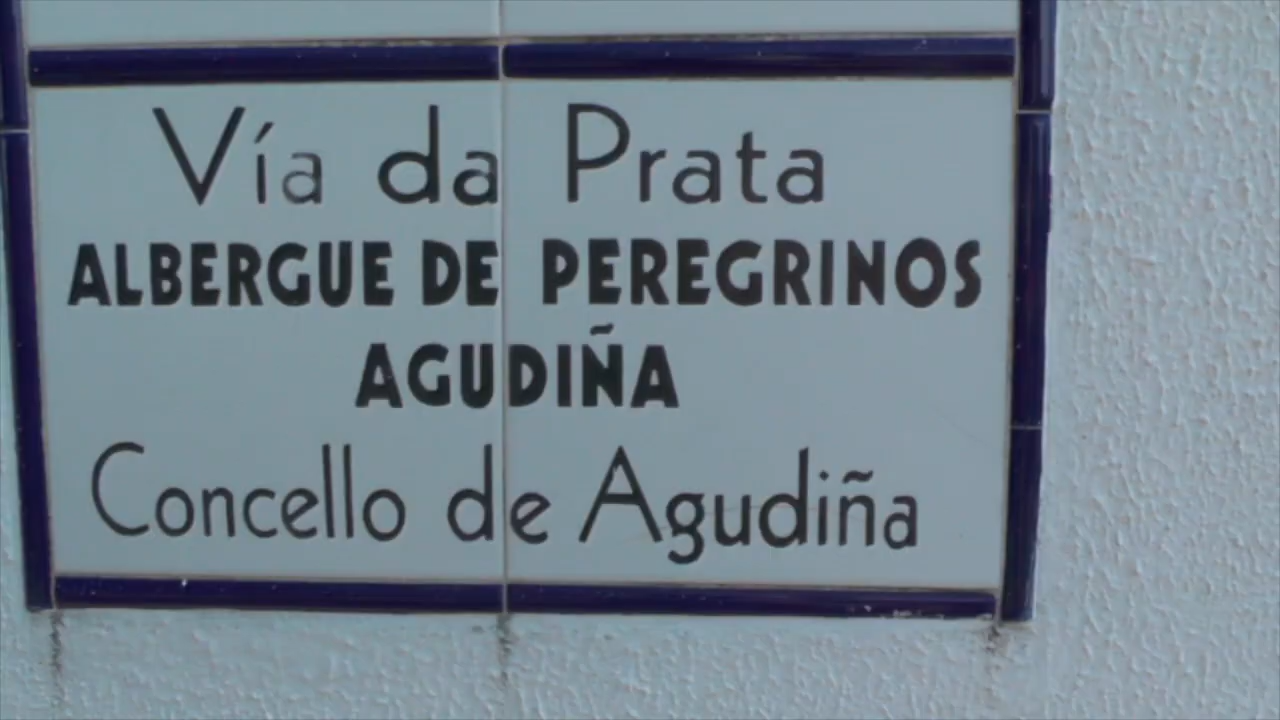 Vía da Prata
ALBERGUE DE PEREGRINOS
AGUDIÑA
Concello de Agudiña